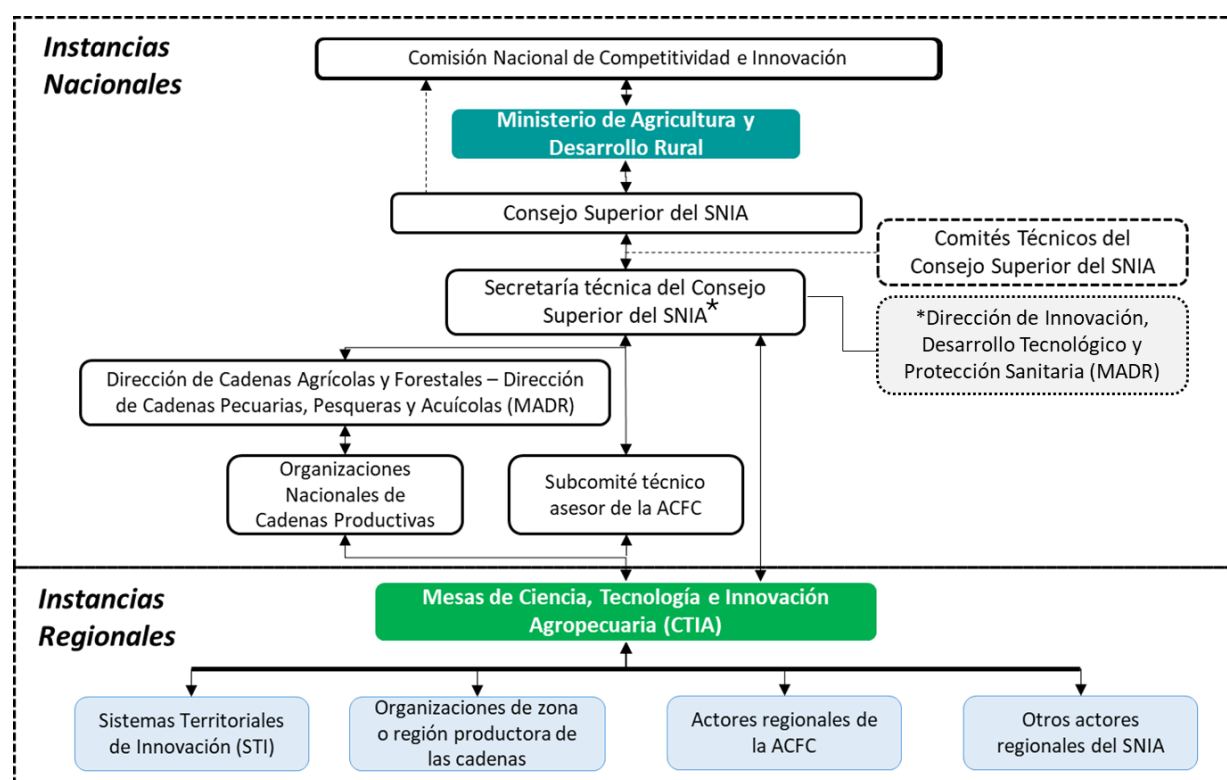 Instancias
Nacionales
Comisión Nacional de Competitividad e Innovación
Ministerio de Agricultura y
Desarrollo Rural
Consejo Superior del SNIA
Comités Técnicos del
Consejo Superior del SNIA
Secretaría técnica del Consejo
Superior del SNIA*
*Dirección de Innovación,
Desarrollo Tecnológico y
Protección Sanitaria (MADR)
Dirección de Cadenas Agrícolas y Forestales – Dirección
de Cadenas Pecuarias, Pesqueras y Acuícolas (MADR)
Organizaciones
Nacionales de
Cadenas Productivas
Subcomité técnico
asesor de la ACFC
Instancias
Regionales
Mesas de Ciencia, Tecnología e Innovación
Agropecuaria (CTIA)
Sistemas Territoriales
de Innovación (STI)
Organizaciones de zona
o región productora de
las cadenas
Actores regionales de
la ACFC
Otros actores
regionales del SNIA